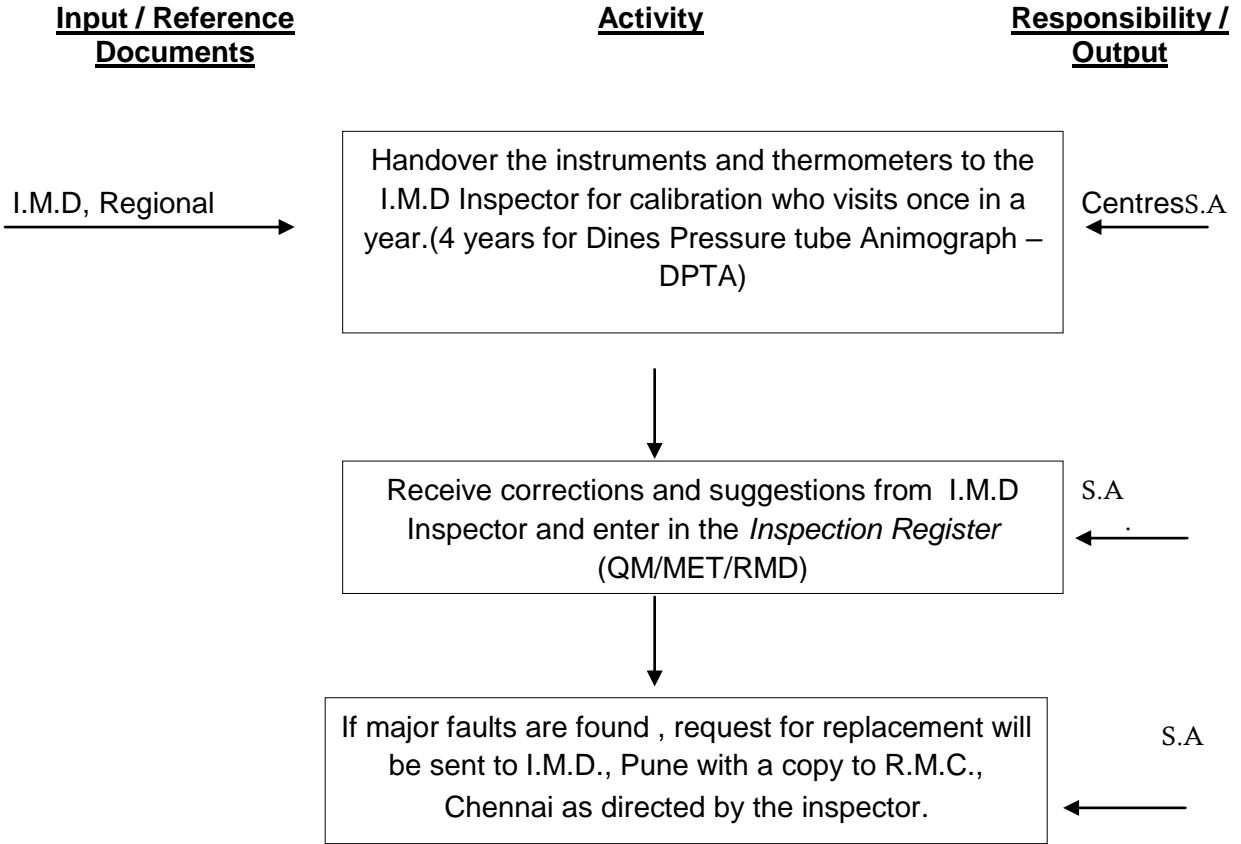 Input / Reference
Documents
Activity
Responsibility /
Output
I.M.D, Regional
Handover the instruments and thermometers to the
I.M.D Inspector for calibration who visits once in a
year.(4 years for Dines Pressure tube Animograph –
DPTA)
CentresS.A
Receive corrections and suggestions from I.M.D
Inspector and enter in the Inspection Register
(QM/MET/RMD)
S.A
.
If major faults are found , request for replacement will
be sent to I.M.D., Pune with a copy to R.M.C.,
Chennai as directed by the inspector.
S.A